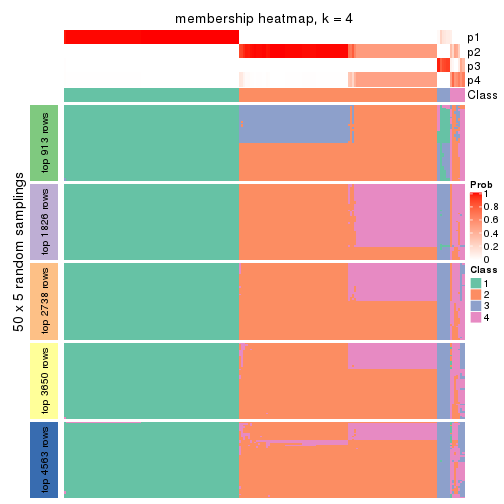 membership heatmap, k = 4
p1
p2
p3
p4
Class
50 x 5 random samplings
top 913 rows
top 1826 rows
top 2738 rows
top 3650 rows
top 4563 rows
Prob
1
0.8
0.6
0.4
0.2
0
Class
1
2
3
4